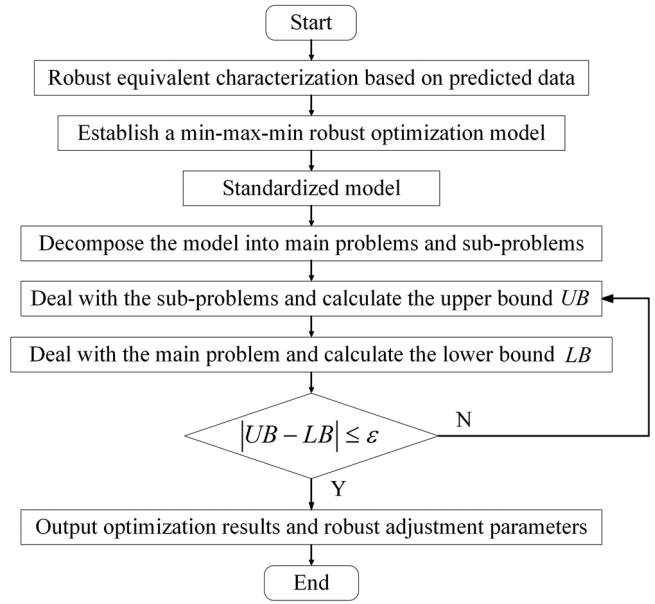 Start
Robust equivalent characterization based on predicted data
Establish a min-max-min robust optimization model
Standardized model
Decompose the model into main problems and sub-problems
Deal with the sub-problems and calculate the upper bound UB
Deal with the main problem and calculate the lower bound LB
|UB − LB| ≤ ε
N
Y
Output optimization results and robust adjustment parameters
End